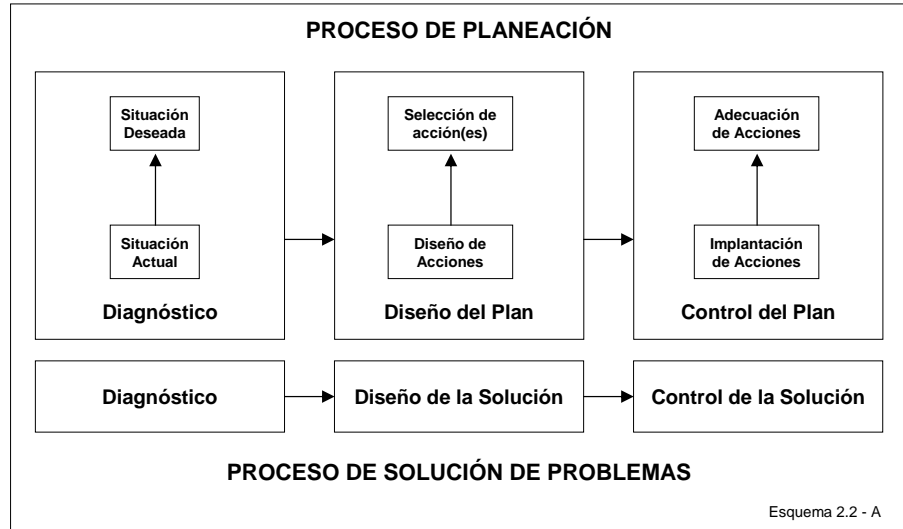 PROCESO DE PLANEACIÓN
Situación
Deseada
Situación
Actual
Diagnóstico
Selección de
acción(es)
Diseño de
Acciones
Diseño del Plan
Adecuación
de Acciones
Implantación
de Acciones
Control del Plan
Diagnóstico
Diseño de la Solución
Control de la Solución
PROCESO DE SOLUCIÓN DE PROBLEMAS
Esquema 2.2 - A